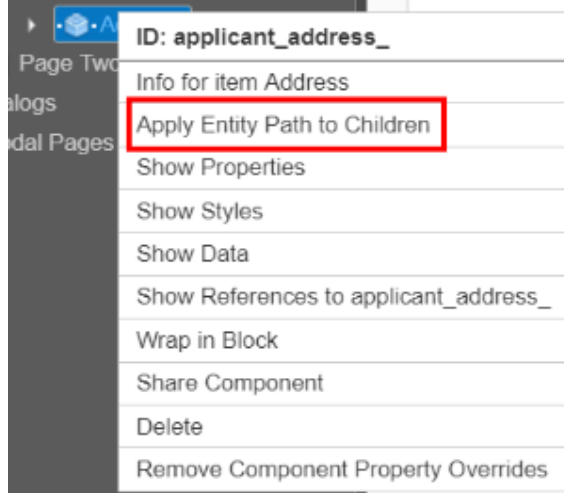 ID: applicant_address_
Page Two
Info for item Address
alogs
Apply Entity Path to Children
odal Pages
Show Properties
Show Styles
Show Data
Show References to applicant_address_
Wrap in Block
Share Component
Delete
Remove Component Property Overrides